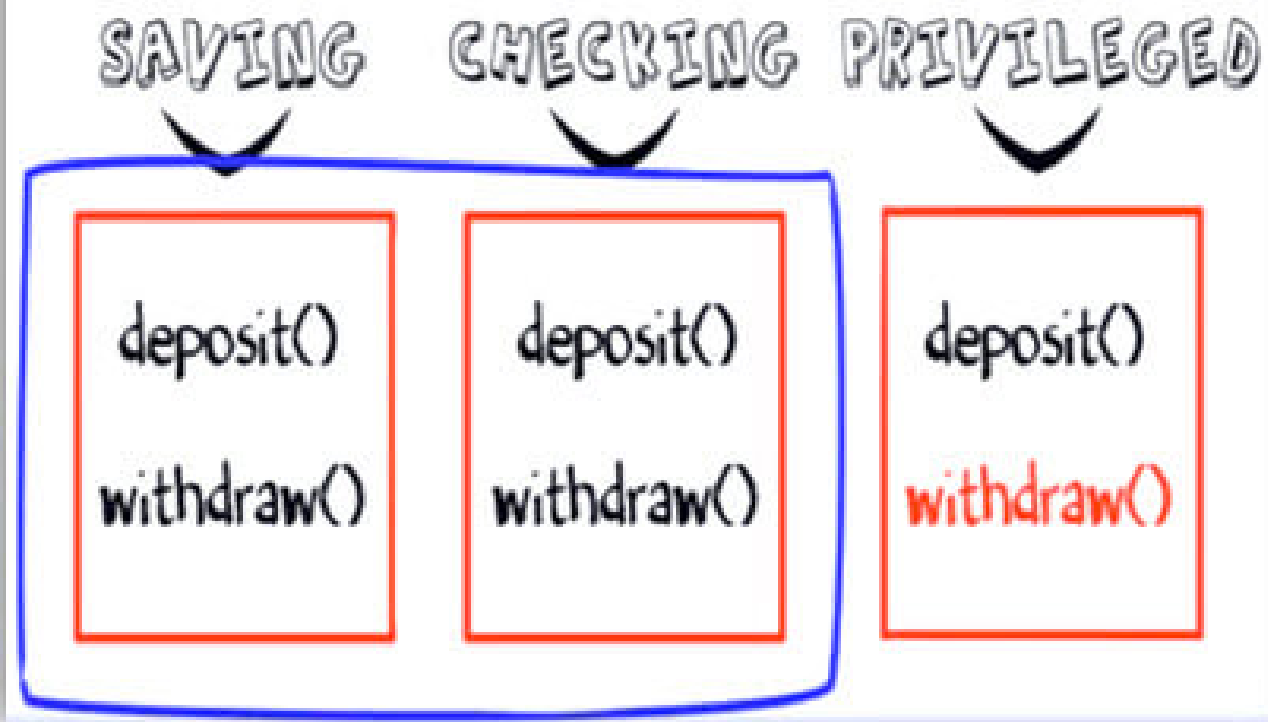 SAVING CHECKING PRIVILEGED
deposit() deposit() deposit()
withdraw() withdraw() withdraw()